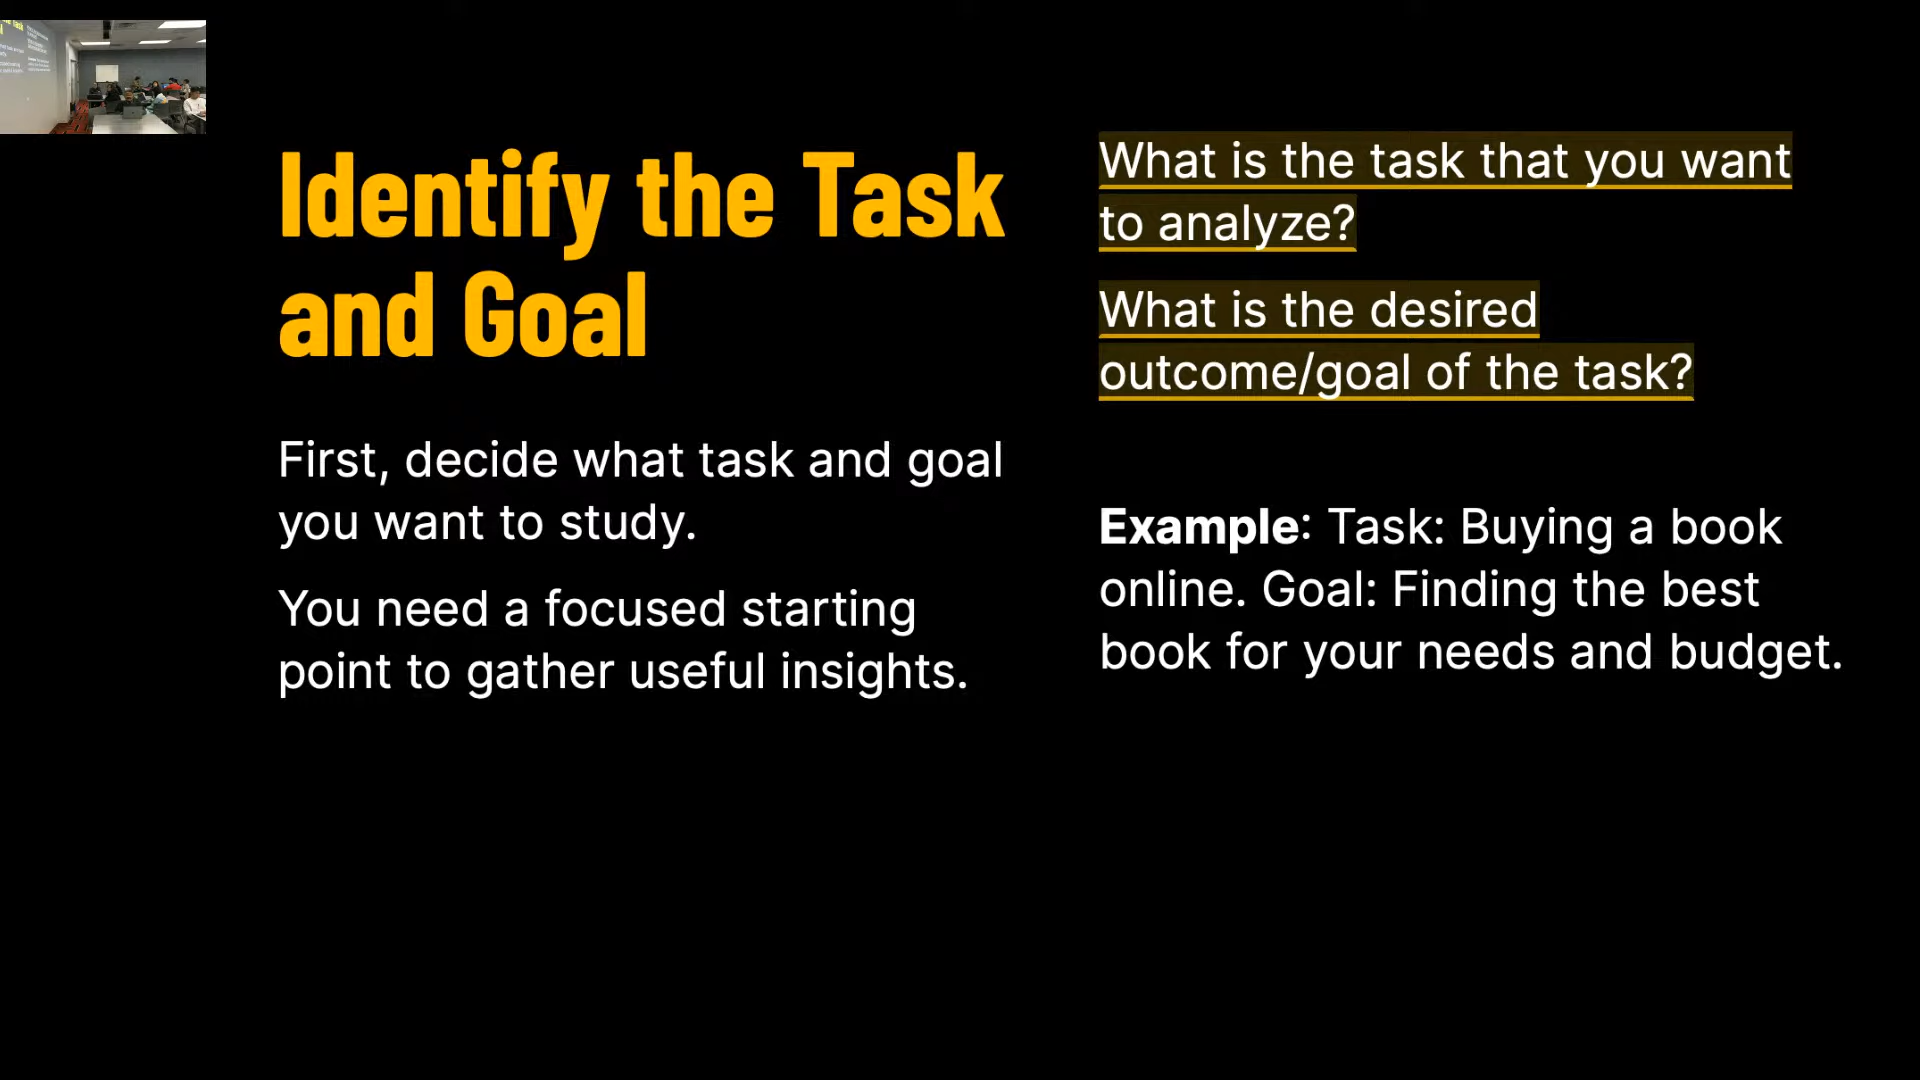 Identify the Task
and Goal
First, decide what task and goal
you want to study.
You need a focused starting
point to gather useful insights.
What is the task that you want
to analyze?
What is the desired
outcome/goal of the task?
Example: Task: Buying a book
online. Goal: Finding the best
book for your needs and budget.